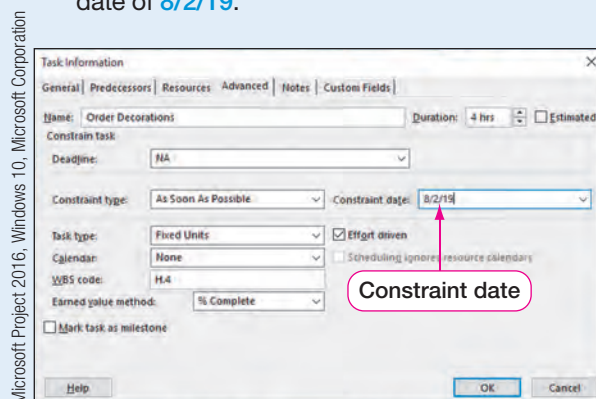 date of 8/2/19.
Microsoft Project 2016, Windows 10, Microsoft Corporation
Task Information
General Predecessors Resources Advanced Notes Custom Fields
Name: Order Decorations Duration: 4 hrs Estimated
Constrain task
Deadline: NA
Constraint type: As Soon As Possible Constraint date: 8/2/19
Task type: Fixed Units Effort driven
Calendar: None Scheduling ignores resource calendars
WBS code: H.4
Constraint date
Earned value method: % Complete
Mark task as milestone
Help OK Cancel